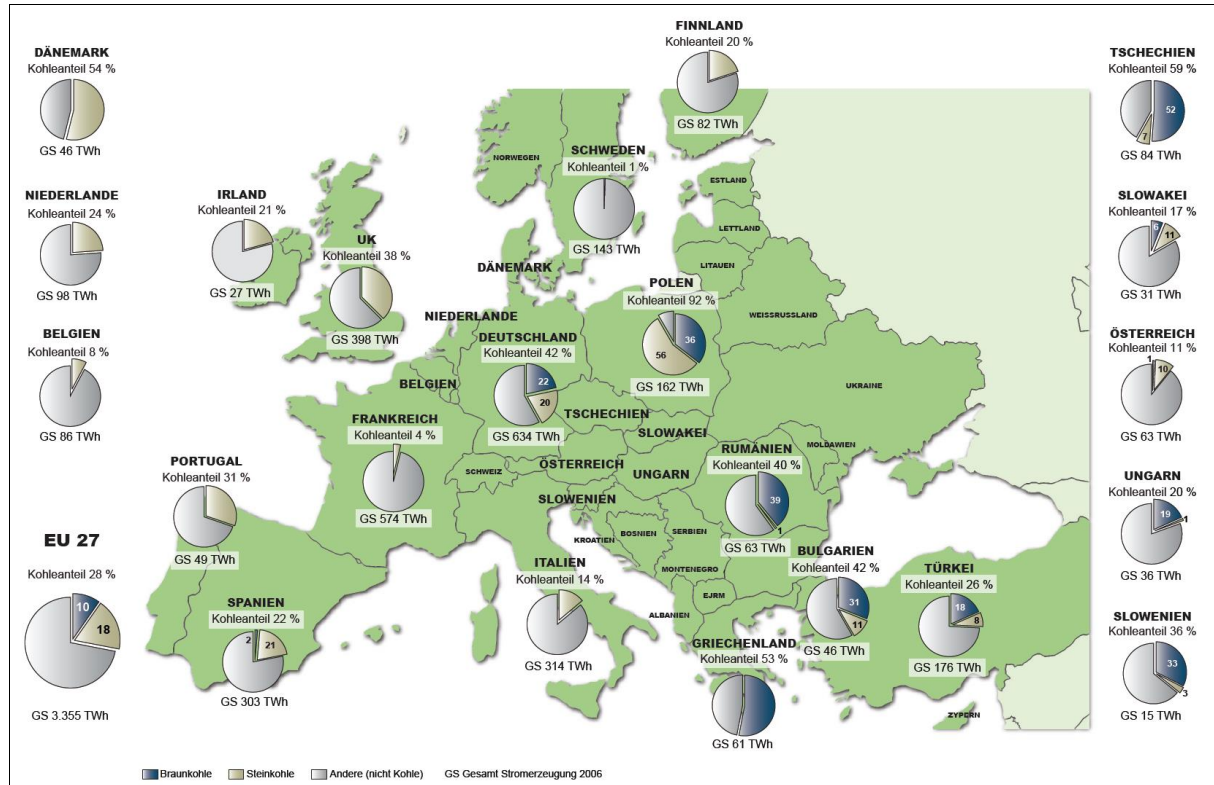 FINNLAND
Kohleanteil 20 %
GS 82 TWh
DÄNEMARK
Kohleanteil 54 %
GS 46 TWh
TSCHECHIEN
Kohleanteil 59 %
52
7
GS 84 TWh
NORWEGEN
SCHWEDEN
Kohleanteil 1 %
GS 143 TWh
ESTLAND
LETTLAND
LITAUEN
NIEDERLANDE
Kohleanteil 24 %
GS 98 TWh
IRLAND
Kohleanteil 21 %
GS 27 TWh
UK
Kohleanteil 38 %
GS 398 TWh
SLOWAKEI
Kohleanteil 17 %
6
11
GS 31 TWh
DÄNEMARK
POLEN
Kohleanteil 92 %
36
56
GS 162 TWh
WEISSRUSSLAND
NIEDERLANDE
DEUTSCHLAND
Kohleanteil 42 %
22
20
GS 634 TWh
BELGIEN
Kohleanteil 8 %
GS 86 TWh
ÖSTERREICH
Kohleanteil 11 %
1
10
GS 63 TWh
BELGIEN
UKRAINE
TSCHECHIEN
SLOWAKEI
FRANKREICH
Kohleanteil 4 %
GS 574 TWh
MOLDAWIEN
RUMÄNIEN
Kohleanteil 40 %
39
1
GS 63 TWh
SCHWEIZ
ÖSTERREICH
UNGARN
SLOWENIEN
PORTUGAL
Kohleanteil 31 %
GS 49 TWh
UNGARN
Kohleanteil 20 %
19
1
GS 36 TWh
KROATIEN
BOSNIEN
SERBIEN
MONTENEGRO
EJRM
ALBANIEN
EU 27
Kohleanteil 28 %
10
18
GS 3.355 TWh
SPANIEN
Kohleanteil 22 %
2
21
GS 303 TWh
ITALIEN
Kohleanteil 14 %
GS 314 TWh
BULGARIEN
Kohleanteil 42 %
31
11
GS 46 TWh
TÜRKEI
Kohleanteil 26 %
18
8
GS 176 TWh
GRIECHENLAND
Kohleanteil 53 %
GS 61 TWh
SLOWENIEN
Kohleanteil 36 %
33
3
GS 15 TWh
ZYPERN
Braunkohle Steinkohle Andere (nicht Kohle) GS Gesamt Stromerzeugung 2006